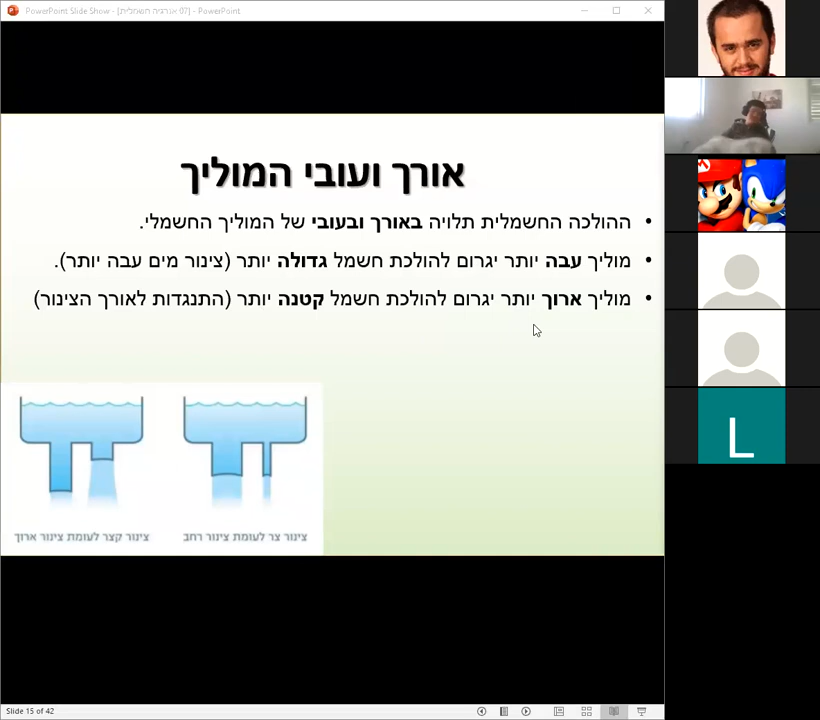 PowerPoint Slide Show - [07 אנרגיה חשמלית] - PowerPoint
אורך ועובי המוליך
• ההולכה החשמלית תלויה באורך ובעובי של המוליך החשמלי.
• מוליך עבה יותר יגרום להולכת חשמל גדולה יותר (צינור מים עבה יותר).
• מוליך ארוך יותר יגרום להולכת חשמל קטנה יותר (התנגדות לאורך הצינור)
צינור צר לעומת צינור רחב
צינור קצר לעומת צינור ארוך
L
Slide 15 of 42